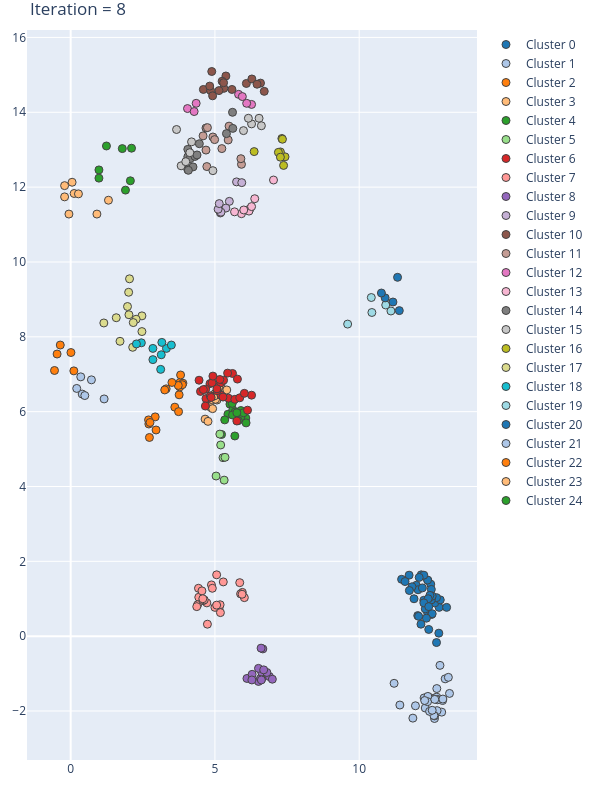 Iteration = 8
16
14
12
10
8
6
4
2
0
−2
0
5
10
Cluster 0
Cluster 1
Cluster 2
Cluster 3
Cluster 4
Cluster 5
Cluster 6
Cluster 7
Cluster 8
Cluster 9
Cluster 10
Cluster 11
Cluster 12
Cluster 13
Cluster 14
Cluster 15
Cluster 16
Cluster 17
Cluster 18
Cluster 19
Cluster 20
Cluster 21
Cluster 22
Cluster 23
Cluster 24